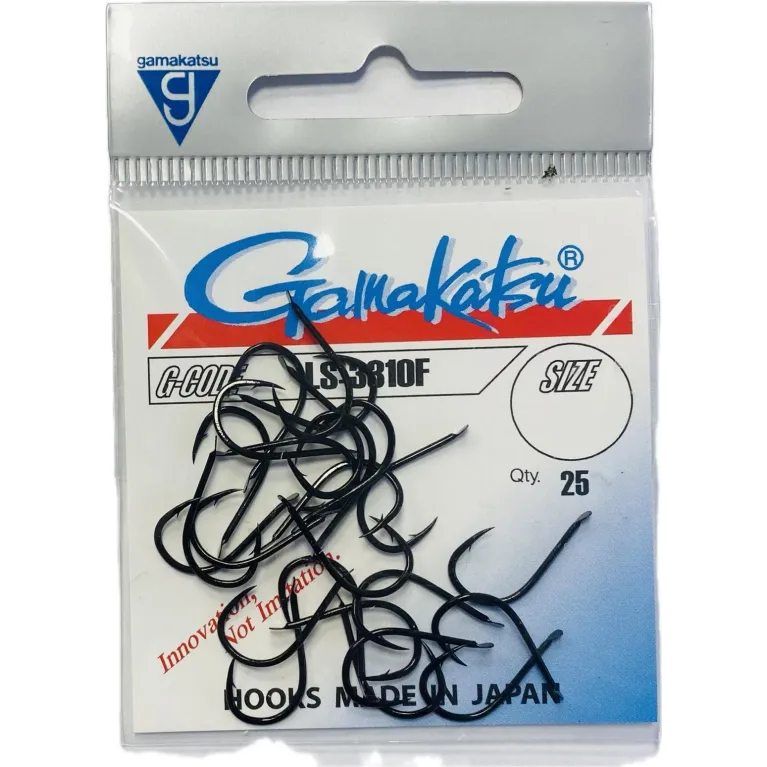 gamakatsu
g
Gamakatsu®
G-CODE LS-3310F
SIZE
Qty. 25
Innovation,
Not Imitation.
HOOKS MADE IN JAPAN